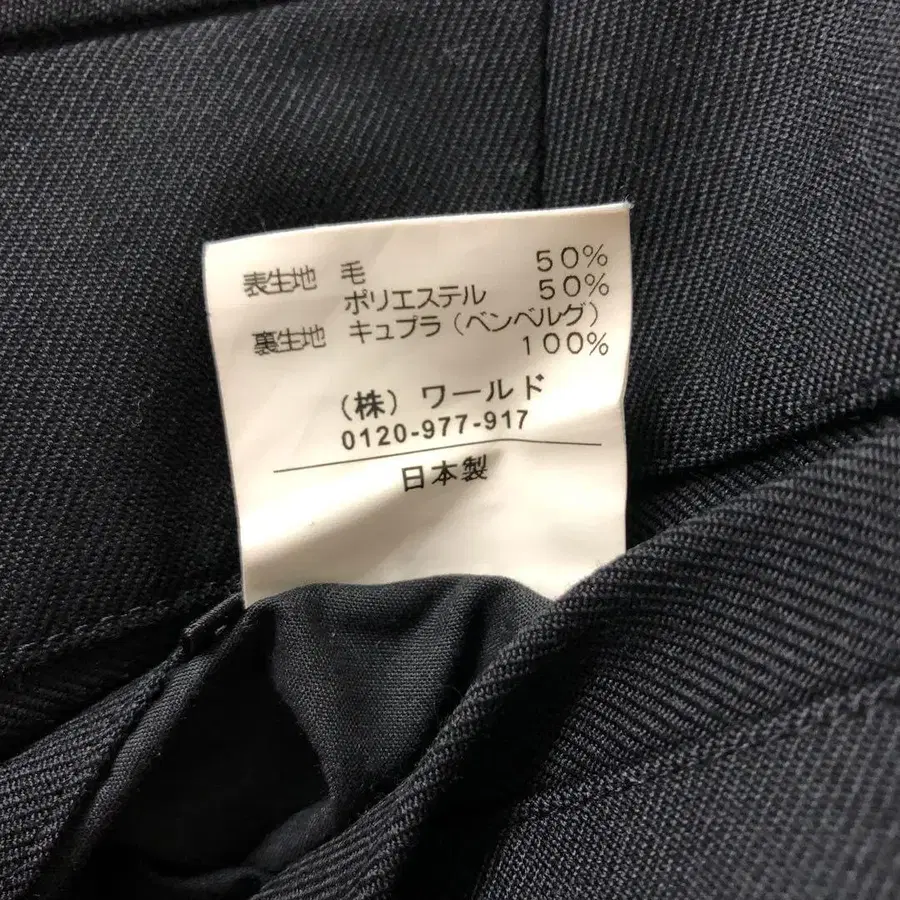 表生地 毛 50%
ポリエステル 50%
裏生地 キュプラ(ベンベルグ)
100%
(株)ワールド
0120-977-917
日本製